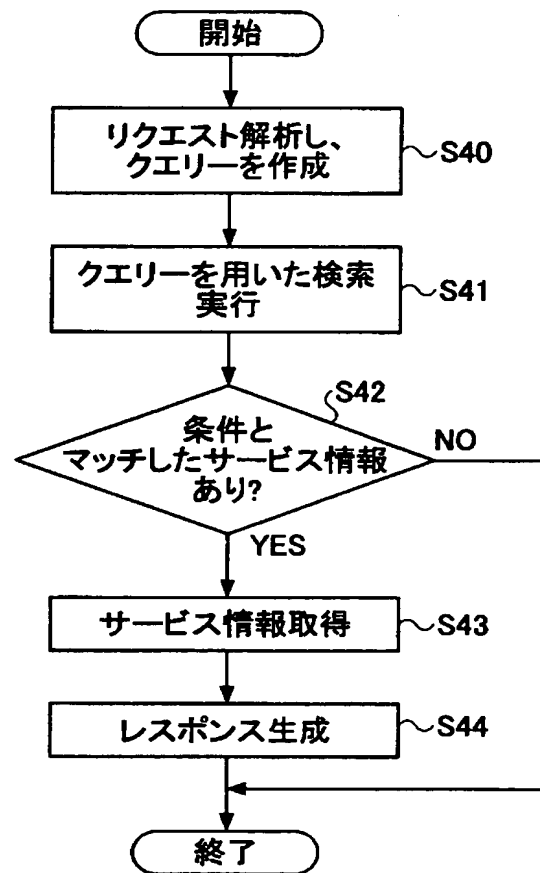 開始
リクエスト解析し、
クエリーを作成
S40
クエリーを用いた検索
実行
S41
S42
条件と
マッチしたサービス情報
あり?
NO
YES
サービス情報取得
S43
レスポンス生成
S44
終了